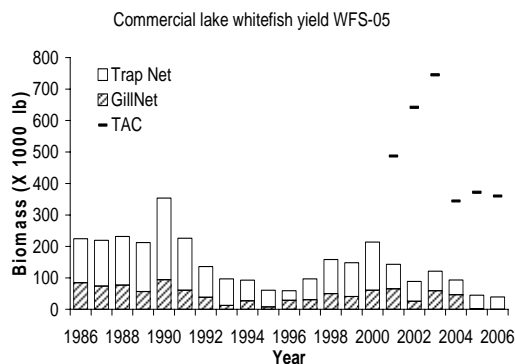 Commercial lake whitefish yield WFS-05
Biomass (X 1000 lb)
800
700
600
500
400
300
200
100
0
Trap Net
GillNet
TAC
1986 1988 1990 1992 1994 1996 1998 2000 2002 2004 2006
Year